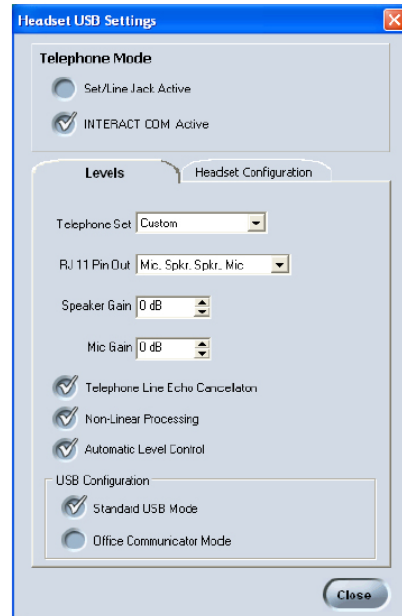 Headset USB Settings
Telephone Mode
Set/Line Jack Active
INTERACT COM Active
Levels
Headset Configuration
Telephone Set Custom
RJ 11 Pin Out Mic, Spkr, Spkr, Mic
Speaker Gain 0 dB
Mic Gain 0 dB
Telephone Line Echo Cancellaton
Non-Linear Processing
Automatic Level Control
USB Configuration
Standard USB Mode
Office Communicator Mode
Close